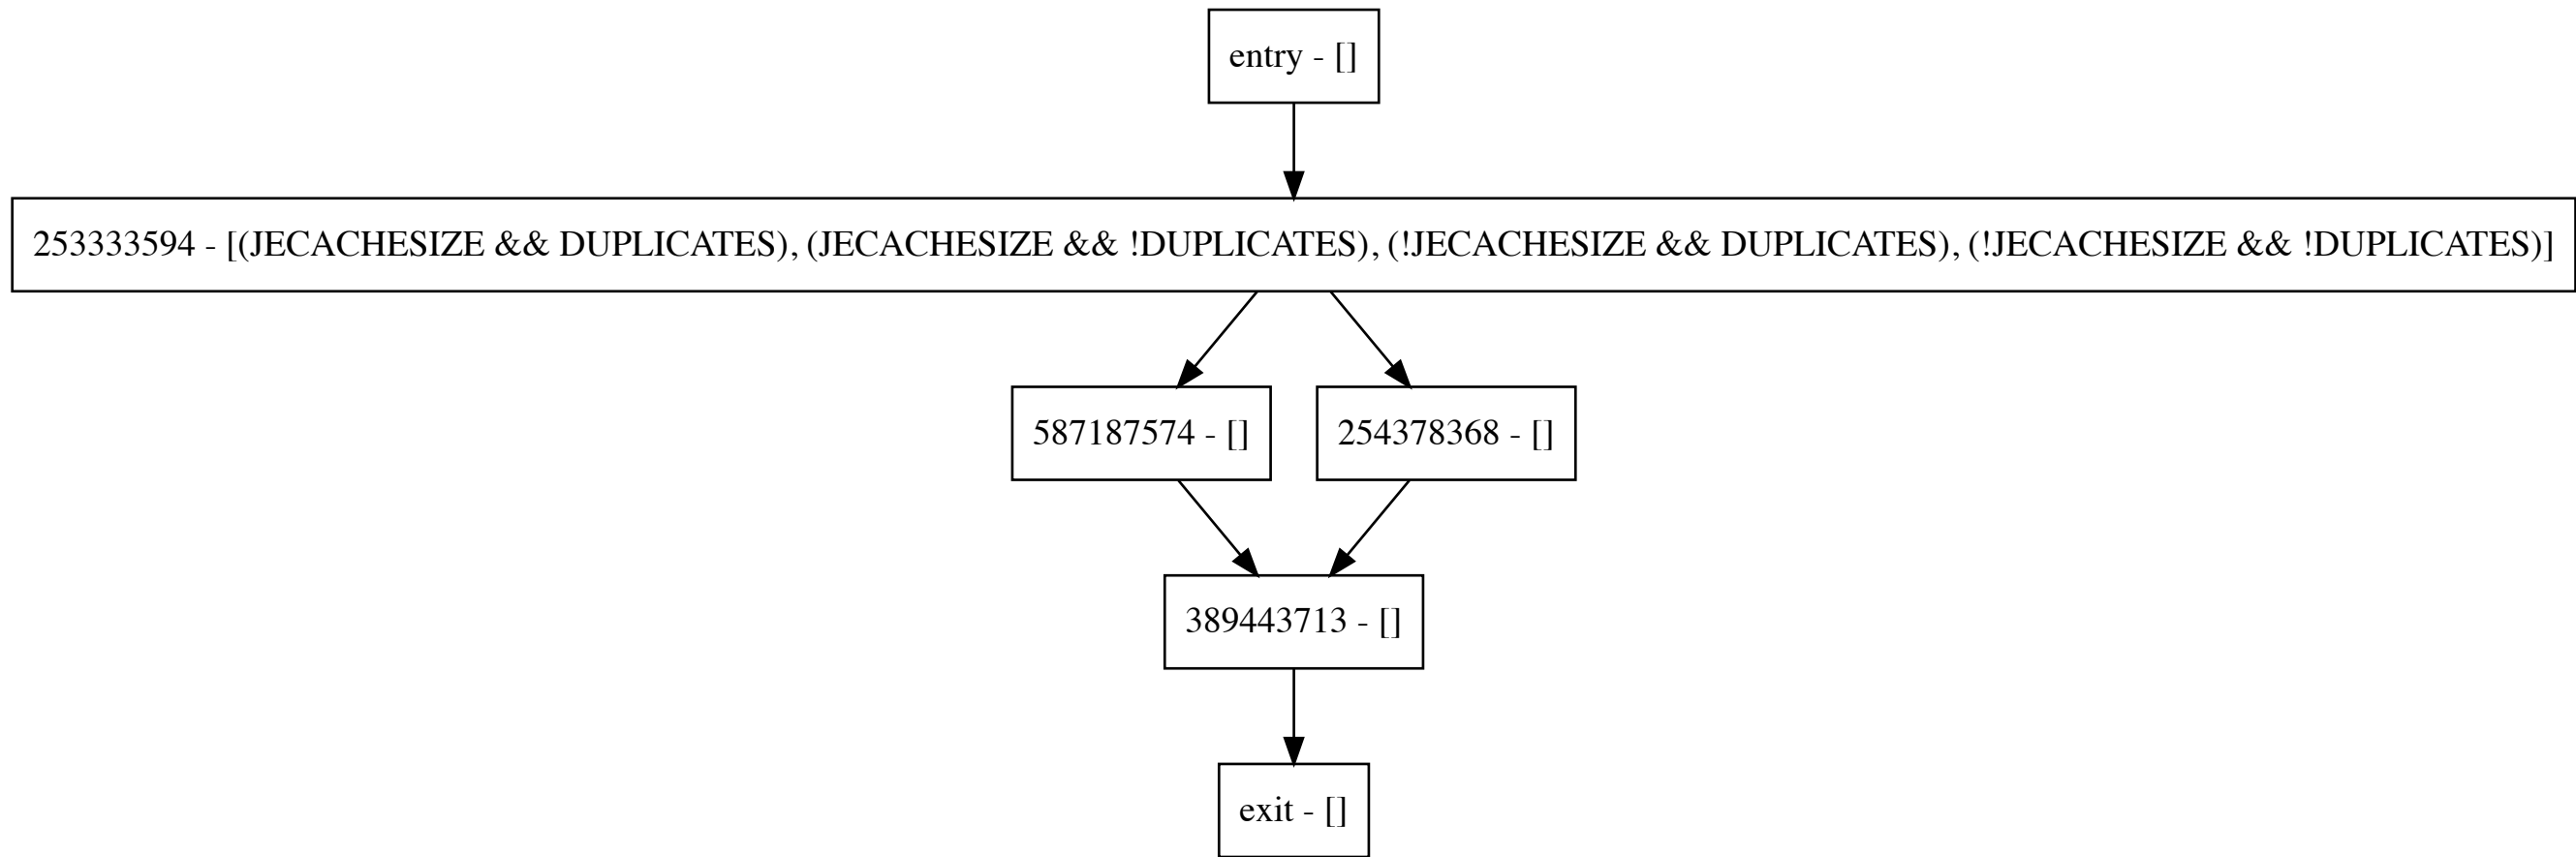 entry - []
253333594 - [(JECACHESIZE && DUPLICATES), (JECACHESIZE && !DUPLICATES), (!JECACHESIZE && DUPLICATES), (!JECACHESIZE && !DUPLICATES)]
587187574 - []
254378368 - []
389443713 - []
exit - []